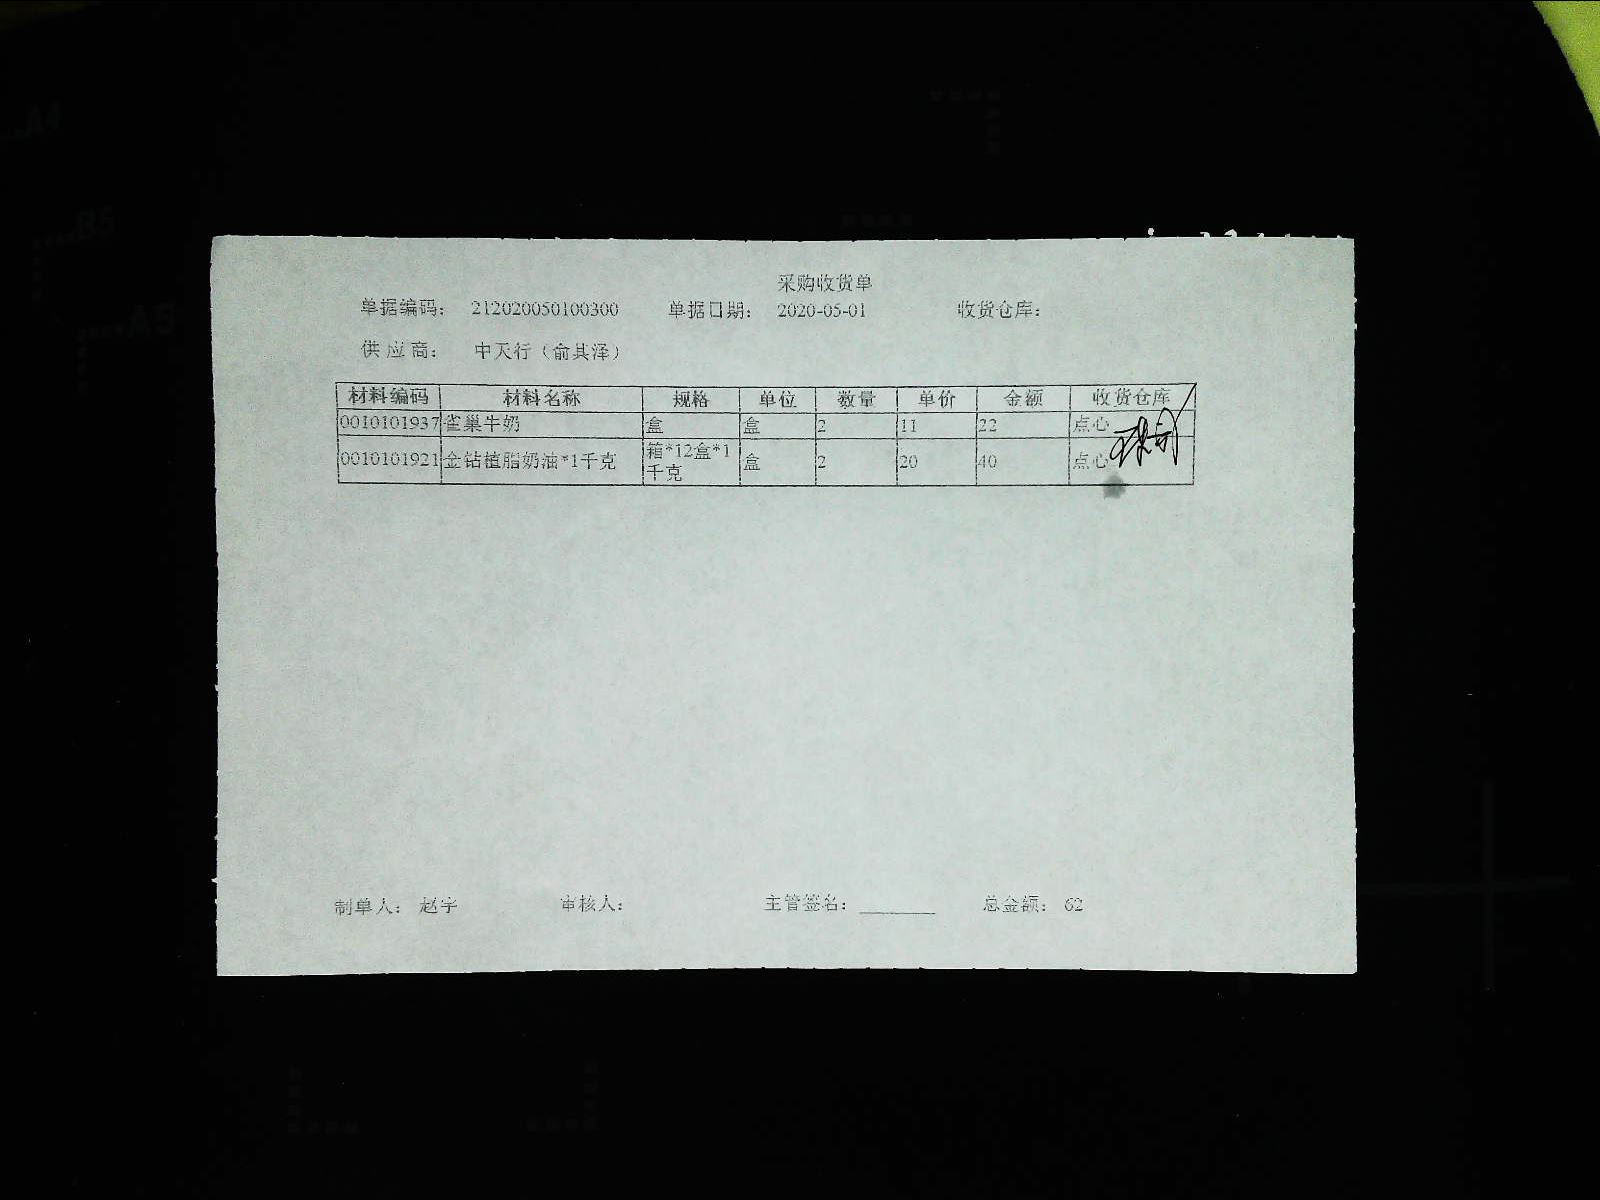 采购收货单
单据编码： 212020050100300 单据日期： 2020-05-01 收货仓库：
供应商： 中天行（俞其泽）
材料编码 材料名称 规格 单位 数量 单价 金额 收货仓库
0010101937 雀巢牛奶 盒 盒 2 11 22 点心
0010101921 金钻植脂奶油*1千克 箱*12盒*1千克 盒 2 20 40 点心
制单人： 赵宇 审核人： 主管签名： 总金额： 62
A4
B5
A5